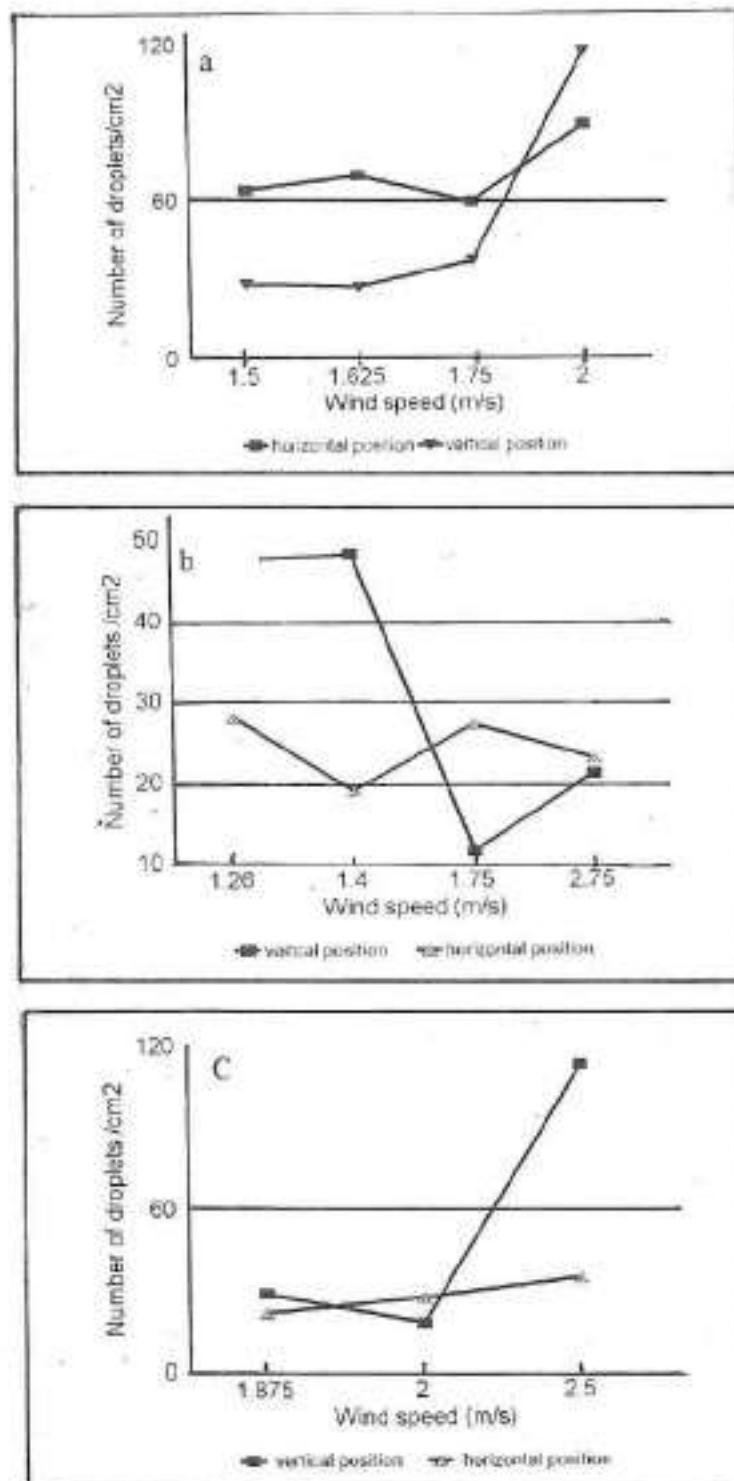 a
Number of droplets/cm2
120
60
0
1.5 1.625 1.75 2
Wind speed (m/s)
horizontal position vertical position
b
Number of droplets /cm2
50
40
30
20
10
1.26 1.4 1.75 2.75
Wind speed (m/s)
vertical position horizontal position
C
Number of droplets /cm2
120
60
0
1.875 2 2.5
Wind speed (m/s)
vertical position horizontal position